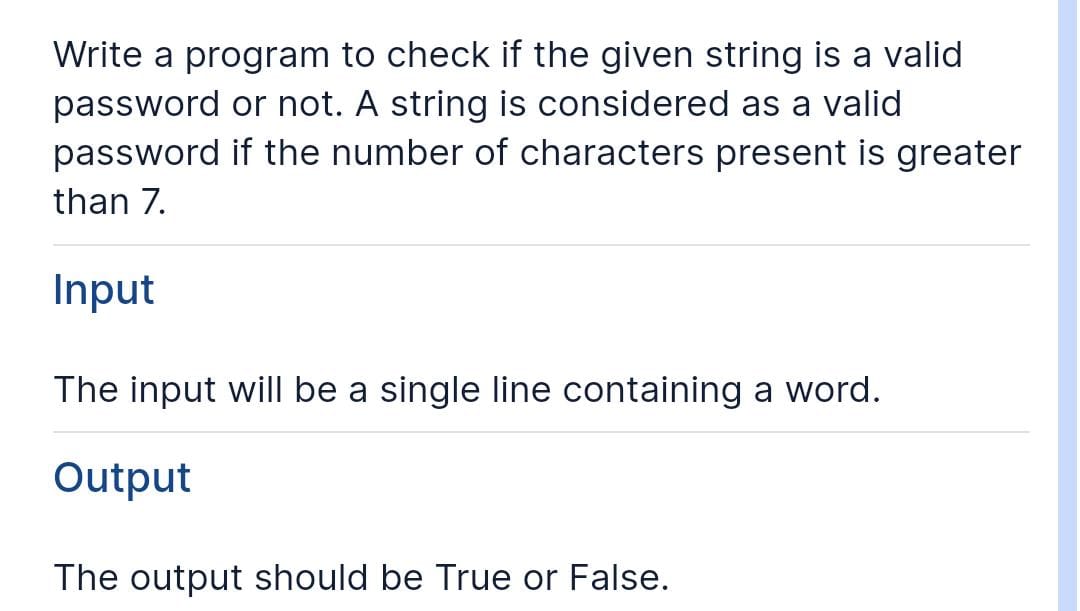 Write a program to check if the given string is a valid
password or not. A string is considered as a valid
password if the number of characters present is greater
than 7.
Input
The input will be a single line containing a word.
Output
The output should be True or False.